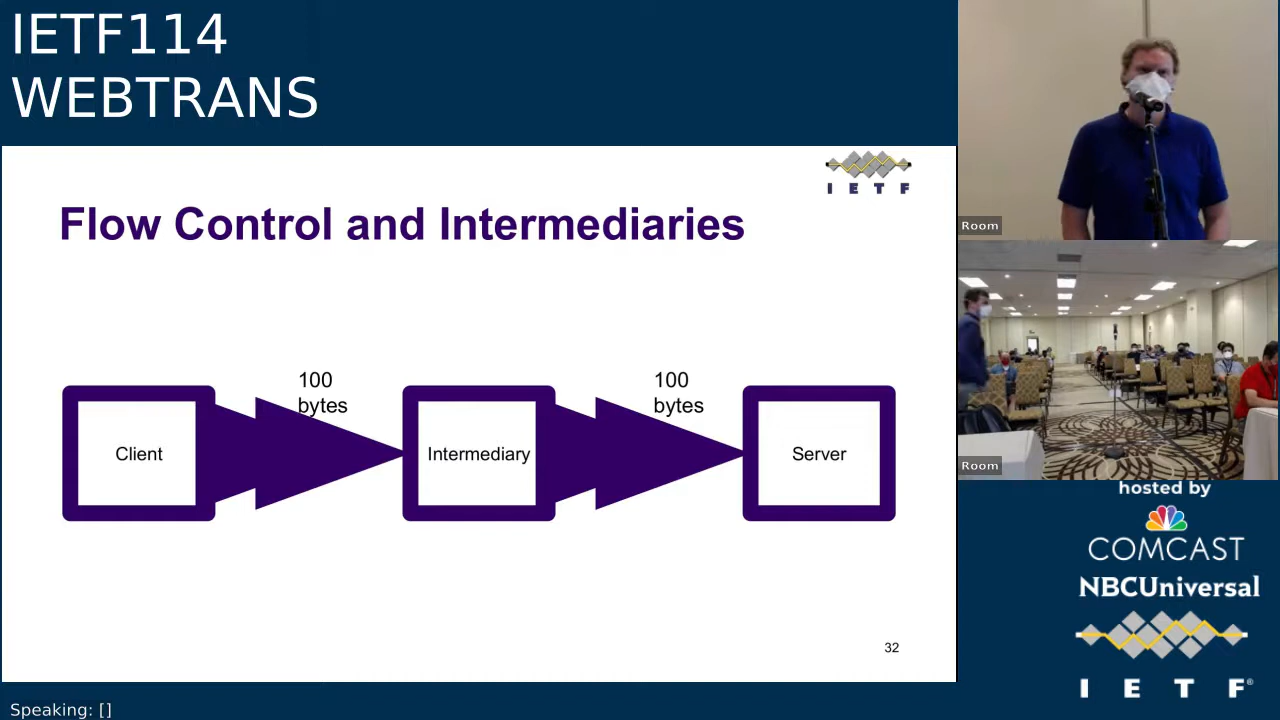 IETF114
WEBTRANS
I E T F
Flow Control and Intermediaries
100
bytes
100
bytes
Client
Intermediary
Server
32
Room
Room
hosted by
COMCAST
NBCUniversal
I E T F®
Speaking: []